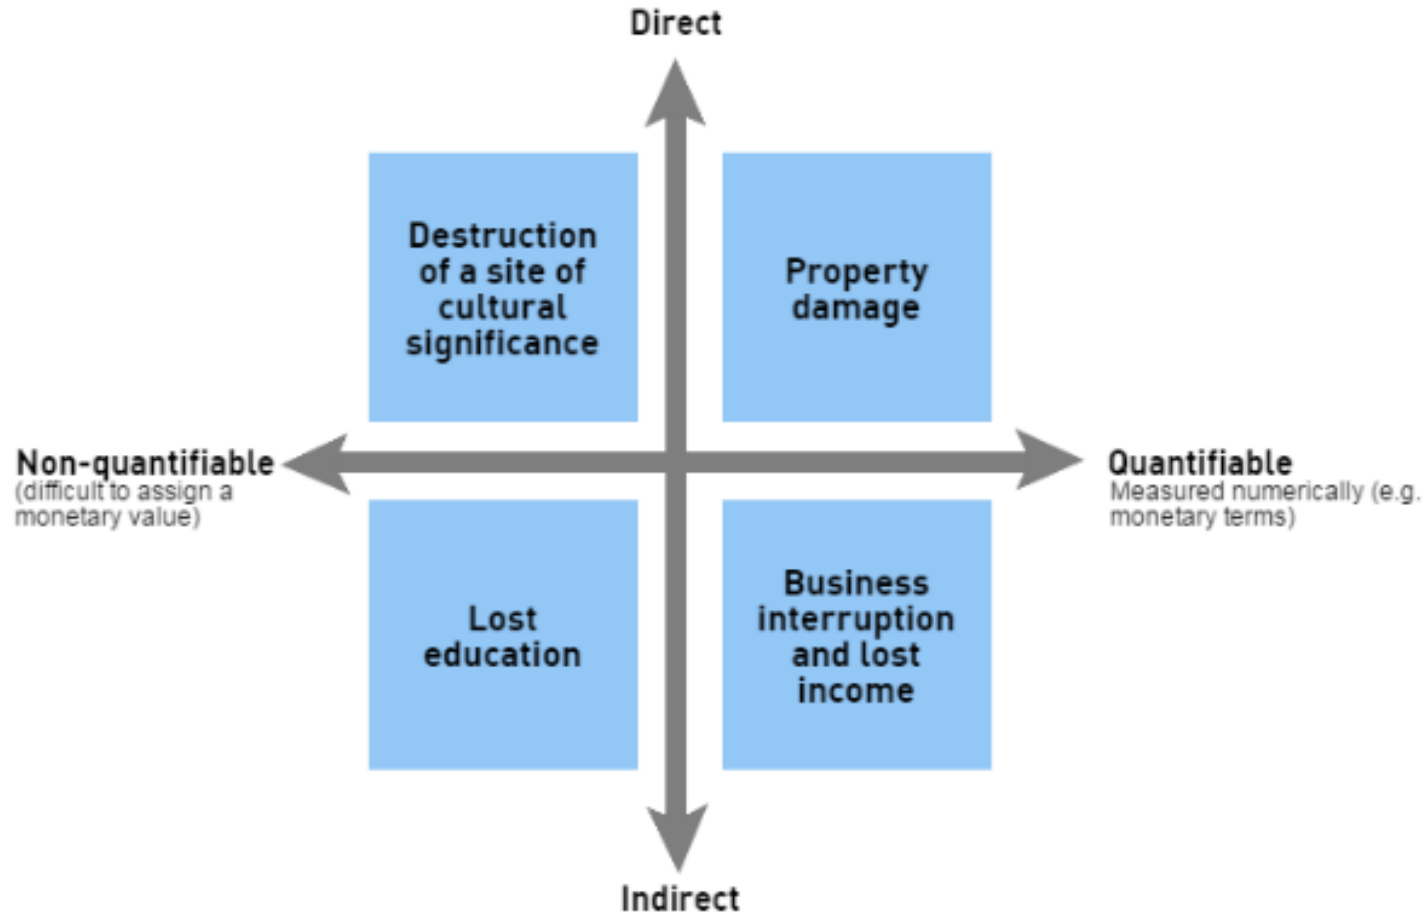 Direct
Destruction
of a site of
cultural
significance
Property
damage
Non-quantifiable
(difficult to assign a
monetary value)
Quantifiable
Measured numerically (e.g.
monetary terms)
Lost
education
Business
interruption
and lost
income
Indirect